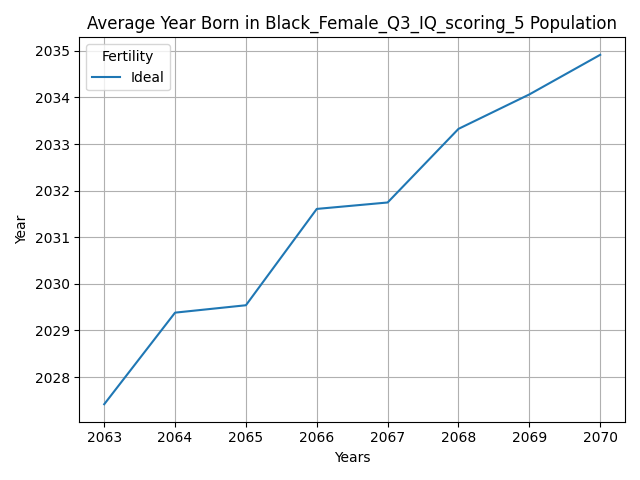 Average Year Born in Black_Female_Q3_IQ_scoring_5 Population
Fertility
Ideal
2035
2034
2033
2032
2031
2030
2029
2028
Year
2063 2064 2065 2066 2067 2068 2069 2070
Years